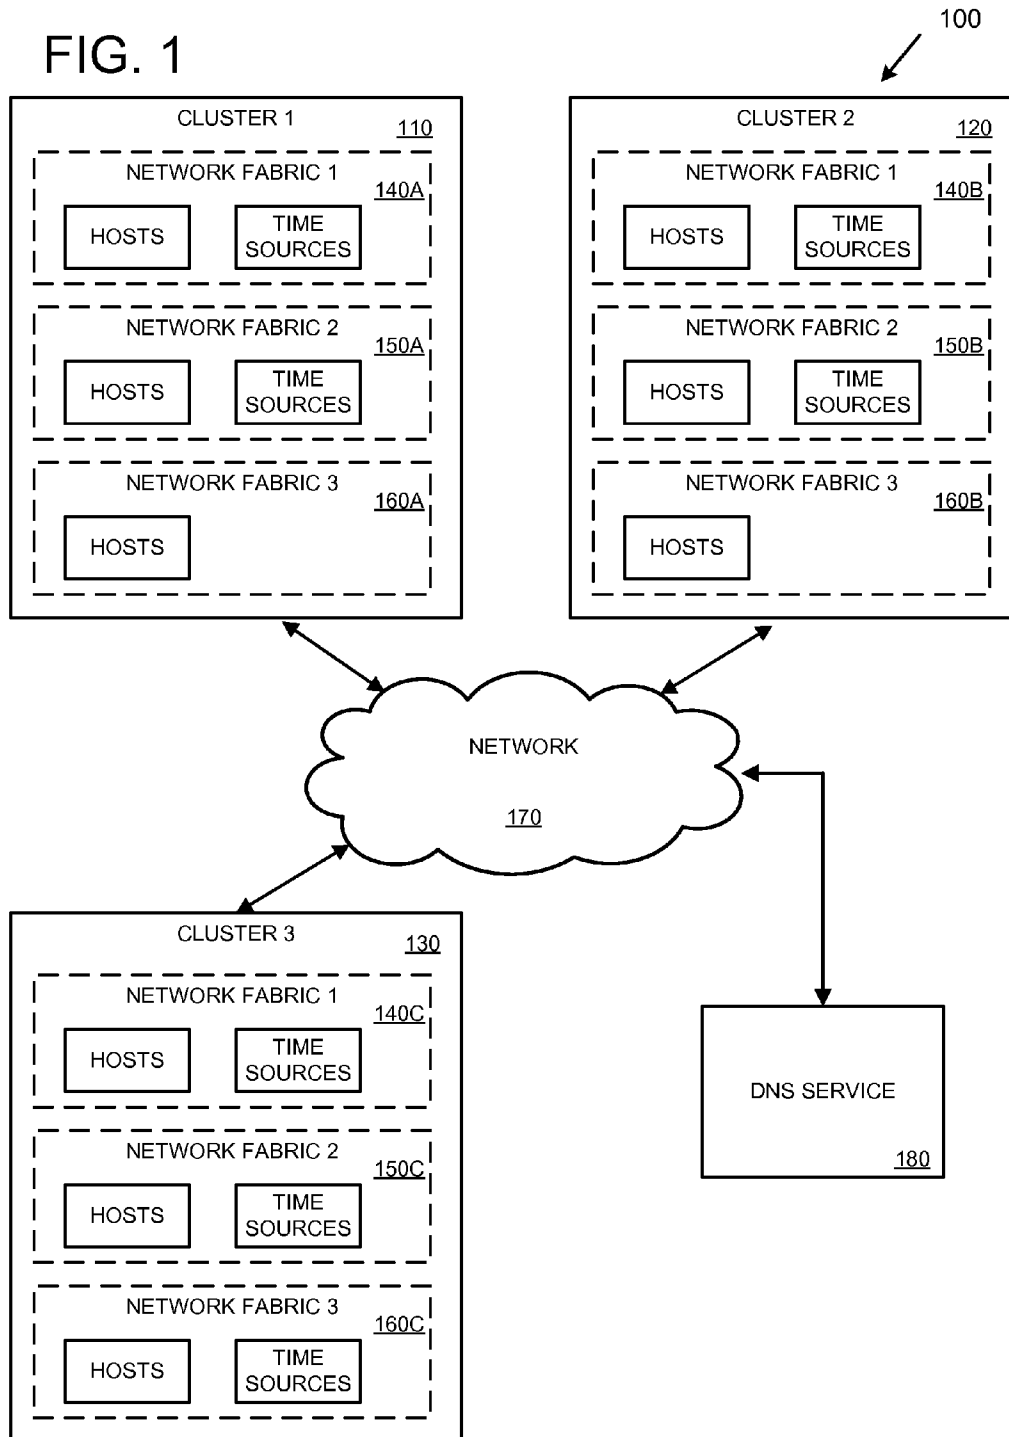 100
FIG. 1
CLUSTER 1
110
NETWORK FABRIC 1
140A
HOSTS
TIME
SOURCES
NETWORK FABRIC 2
150A
HOSTS
TIME
SOURCES
NETWORK FABRIC 3
160A
HOSTS
CLUSTER 2
120
NETWORK FABRIC 1
140B
HOSTS
TIME
SOURCES
NETWORK FABRIC 2
150B
HOSTS
TIME
SOURCES
NETWORK FABRIC 3
160B
HOSTS
NETWORK
170
CLUSTER 3
130
NETWORK FABRIC 1
140C
HOSTS
TIME
SOURCES
NETWORK FABRIC 2
150C
HOSTS
TIME
SOURCES
NETWORK FABRIC 3
160C
HOSTS
TIME
SOURCES
DNS SERVICE
180